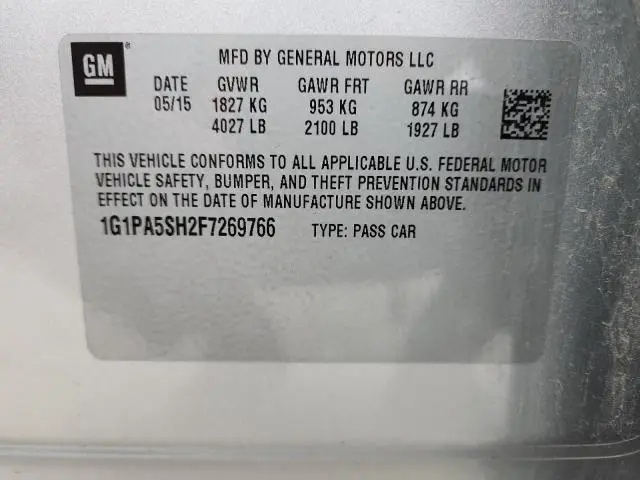 GM ® MFD BY GENERAL MOTORS LLC
DATE GVWR GAWR FRT GAWR RR
05/15 1827 KG 953 KG 874 KG
4027 LB 2100 LB 1927 LB
THIS VEHICLE CONFORMS TO ALL APPLICABLE U.S. FEDERAL MOTOR
VEHICLE SAFETY, BUMPER, AND THEFT PREVENTION STANDARDS IN
EFFECT ON THE DATE OF MANUFACTURE SHOWN ABOVE.
1G1PA5SH2F7269766 TYPE: PASS CAR